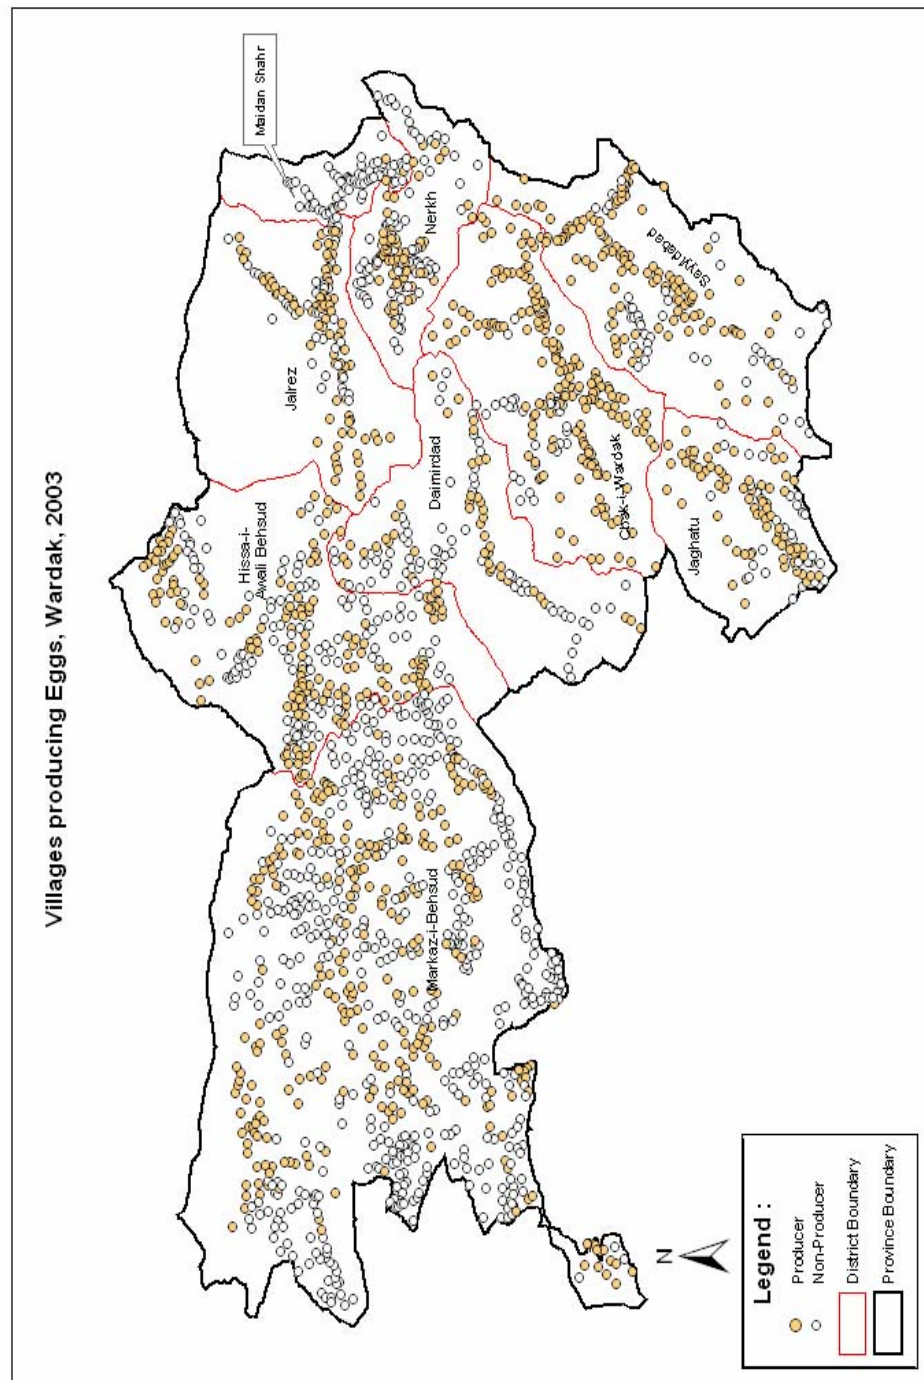 Villages producing Eggs, Wardak, 2003
Maidan Shahr
Jalrez
Nerkh
Hissa-i-
Awali Behsud
Daimirdad
Sayyidabad
Chak-i-Wardak
Jaghatu
Markaz-i-Behsud
N
Legend :
Producer
Non-Producer
District Boundary
Province Boundary